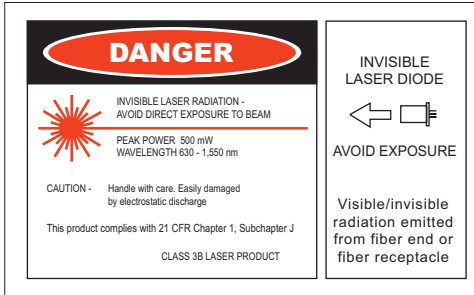 DANGER
INVISIBLE LASER RADIATION -
AVOID DIRECT EXPOSURE TO BEAM
PEAK POWER  500 mW
WAVELENGTH 630 - 1,550 nm
CAUTION -  Handle with care. Easily damaged
by electrostatic discharge
This product complies with 21 CFR Chapter 1, Subchapter J
CLASS 3B LASER PRODUCT
INVISIBLE
LASER DIODE
AVOID EXPOSURE
Visible/invisible
radiation emitted
from fiber end or
fiber receptacle